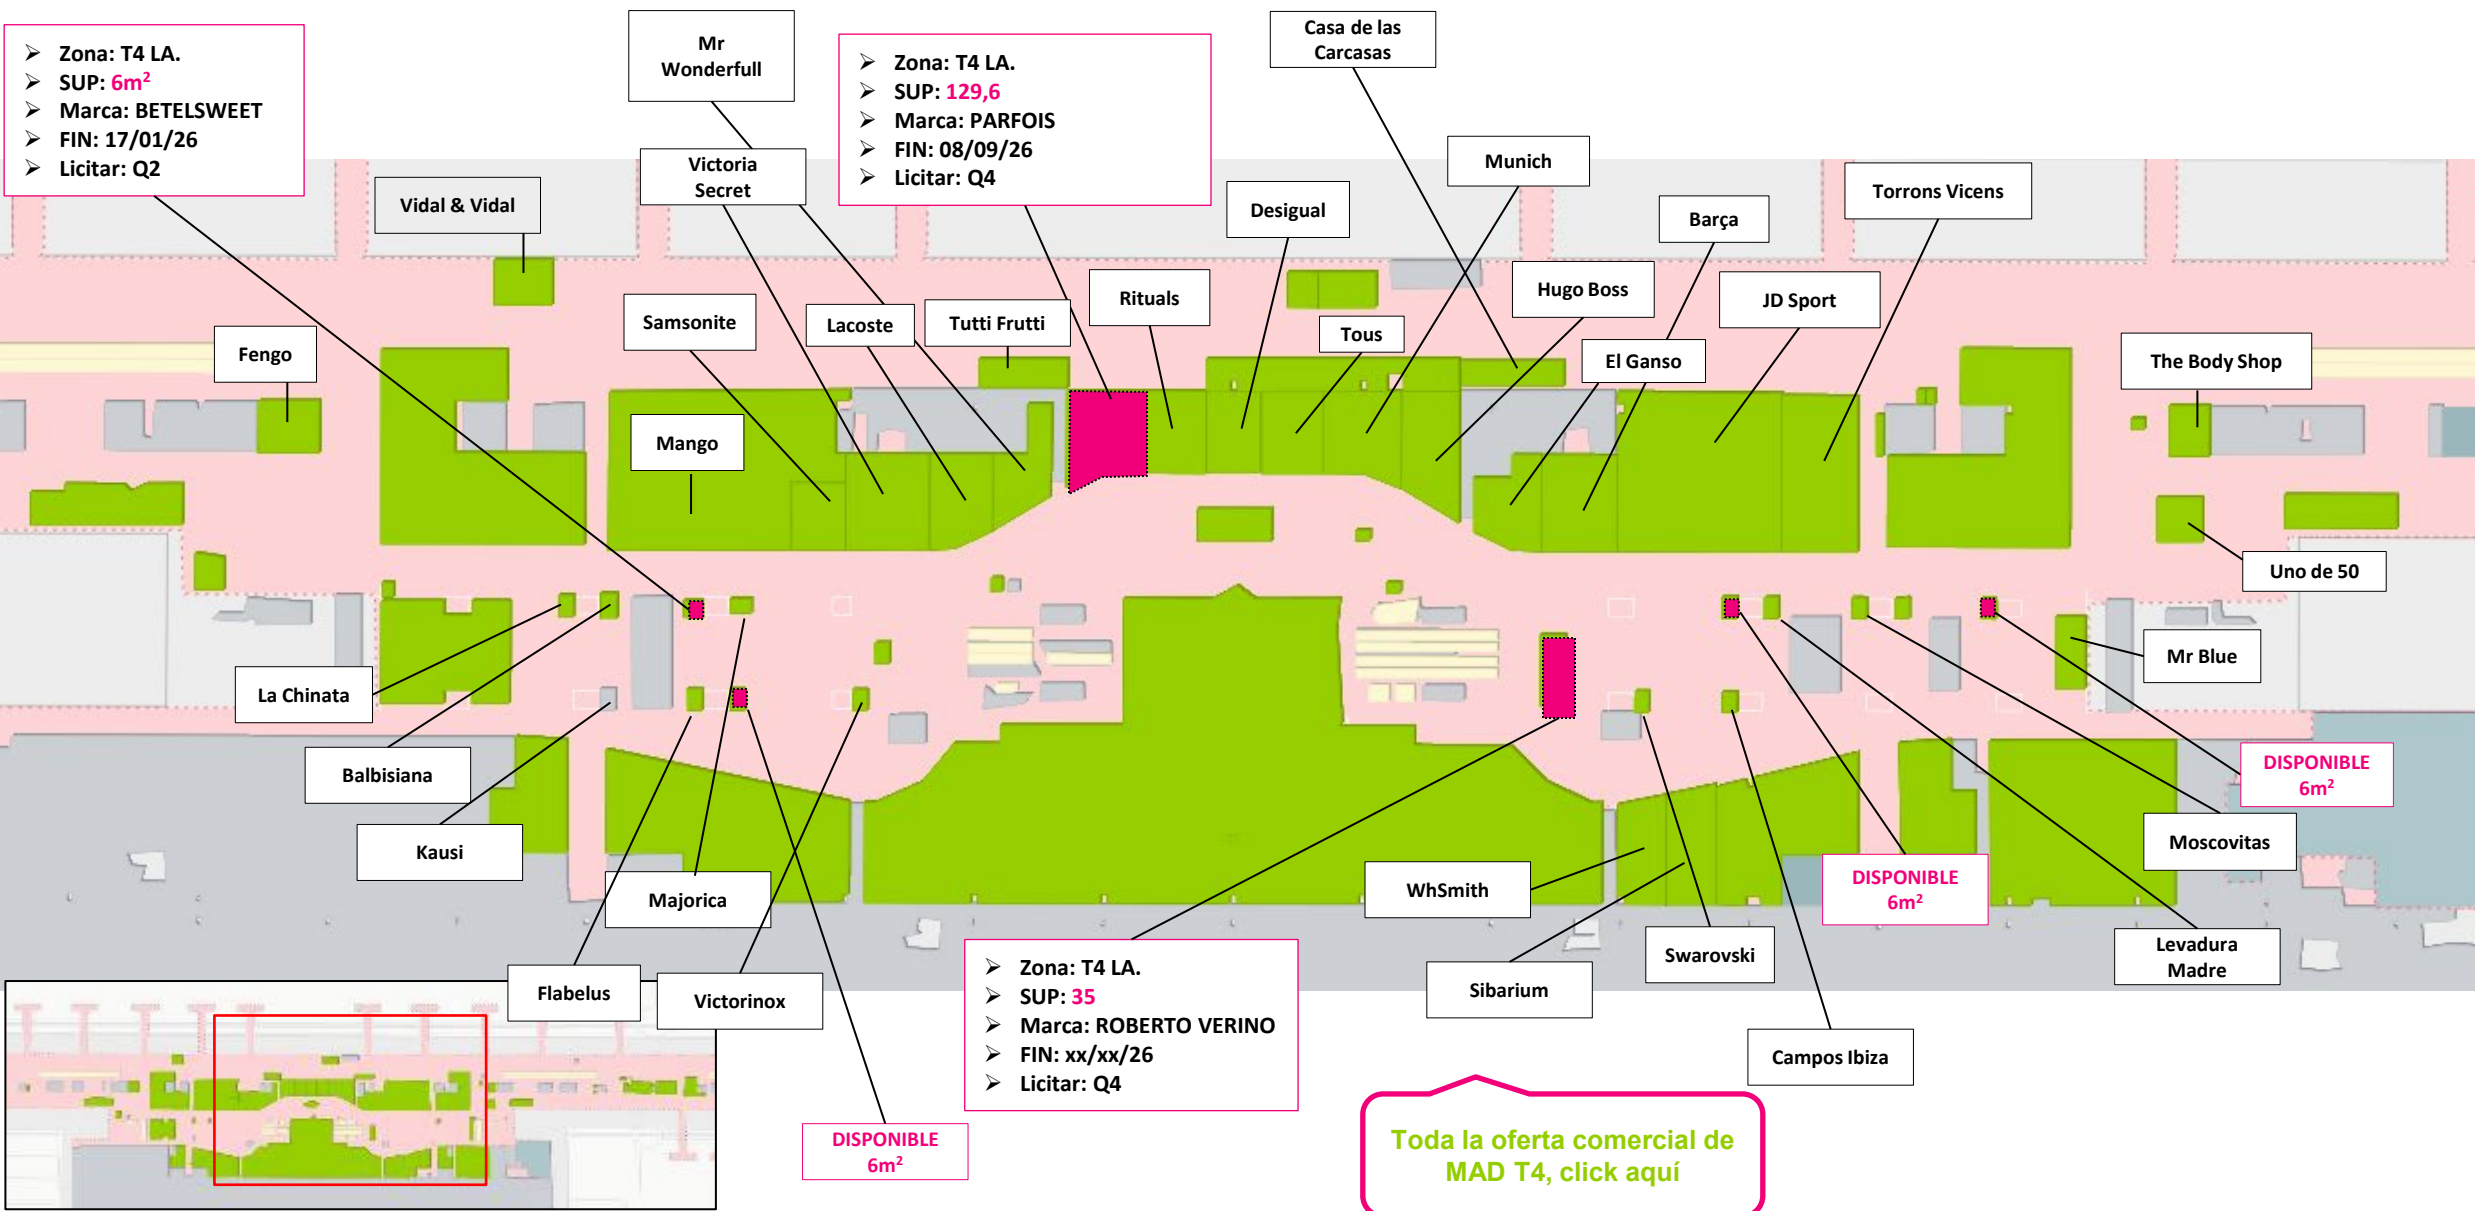 ➢ Zona: T4 LA.
➢ SUP: 6m²
➢ Marca: BETELSWEET
➢ FIN: 17/01/26
➢ Licitar: Q2
Mr
Wonderfull
➢ Zona: T4 LA.
➢ SUP: 129,6
➢ Marca: PARFOIS
➢ FIN: 08/09/26
➢ Licitar: Q4
Casa de las
Carcasas
Victoria
Secret
Munich
Vidal & Vidal
Desigual
Barça
Torrons Vicens
Samsonite
Lacoste
Tutti Frutti
Rituals
Tous
Hugo Boss
JD Sport
Fengo
El Ganso
The Body Shop
Mango
Uno de 50
La Chinata
Mr Blue
Balbisiana
DISPONIBLE
6m²
Kausi
Moscovitas
Majorica
WhSmith
DISPONIBLE
6m²
Flabelus
Victorinox
Swarovski
Sibarium
Levadura
Madre
➢ Zona: T4 LA.
➢ SUP: 35
➢ Marca: ROBERTO VERINO
➢ FIN: xx/xx/26
➢ Licitar: Q4
Campos Ibiza
DISPONIBLE
6m²
Toda la oferta comercial de
MAD T4, click aquí